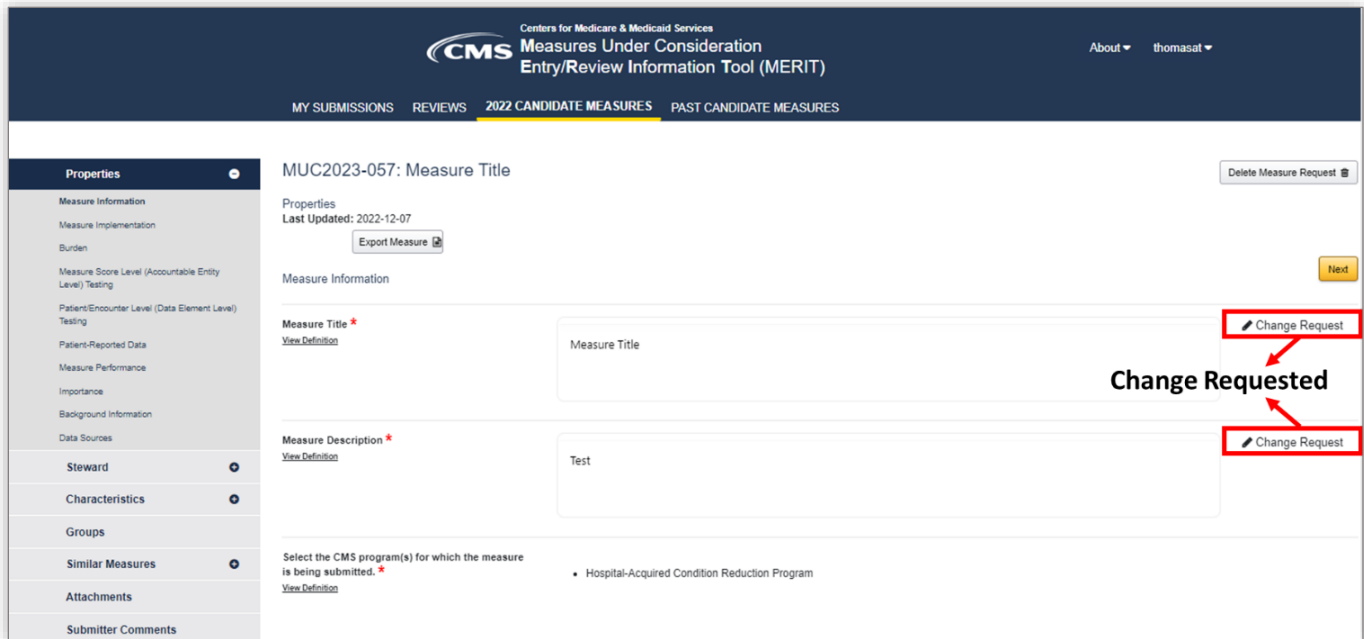 Centers for Medicare & Medicaid Services
CMS Measures Under Consideration
Entry/Review Information Tool (MERIT)
About
thomasat
MY SUBMISSIONS REVIEWS 2022 CANDIDATE MEASURES PAST CANDIDATE MEASURES
Properties
Measure Information
Measure Implementation
Burden
Measure Score Level (Accountable Entity
Level) Testing
Patient/Encounter Level (Data Element Level)
Testing
Patient-Reported Data
Measure Performance
Importance
Background Information
Data Sources
Steward
Characteristics
Groups
Similar Measures
Attachments
Submitter Comments
MUC2023-057: Measure Title
Delete Measure Request
Properties
Last Updated: 2022-12-07
Export Measure
Measure Information
Next
Measure Title *
View Definition
Measure Title
Change Request
Change Requested
Measure Description *
View Definition
Test
Change Request
Select the CMS program(s) for which the measure
is being submitted. *
View Definition
• Hospital-Acquired Condition Reduction Program